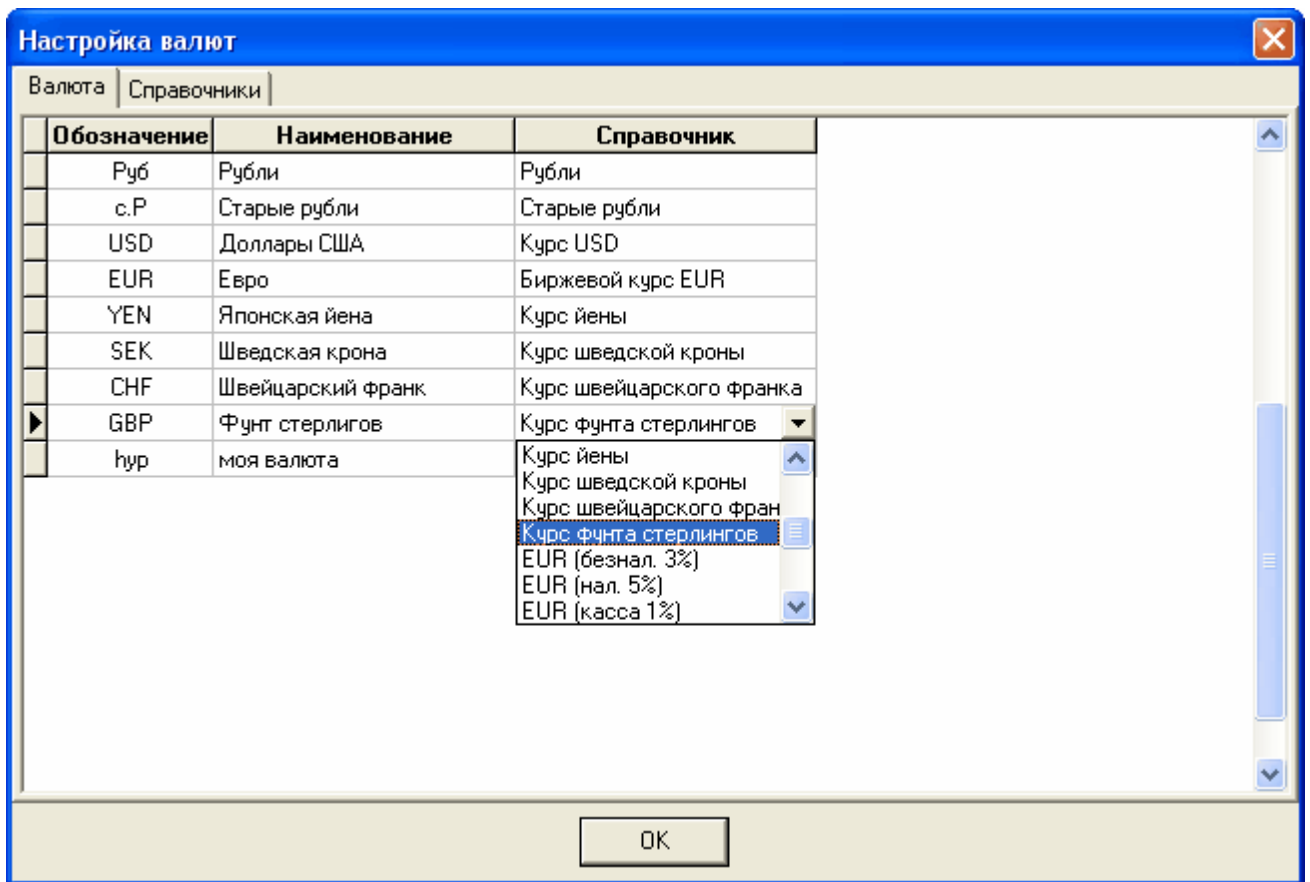 Настройка валют
Валюта Справочники
Обозначение Наименование Справочник
Руб Рубли Рубли
с.Р Старые рубли Старые рубли
USD Доллары США Курс USD
EUR Евро Биржевой курс EUR
YEN Японская йена Курс йены
SEK Шведская крона Курс шведской кроны
CHF Швейцарский франк Курс швейцарского франка
GBP Фунт стерлигов Курс фунта стерлингов
hyp моя валюта
Курс йены
Курс шведской кроны
Курс швейцарского фран
Курс фунта стерлингов
EUR (безнал. 3%)
EUR (нал. 5%)
EUR (касса 1%)
OK